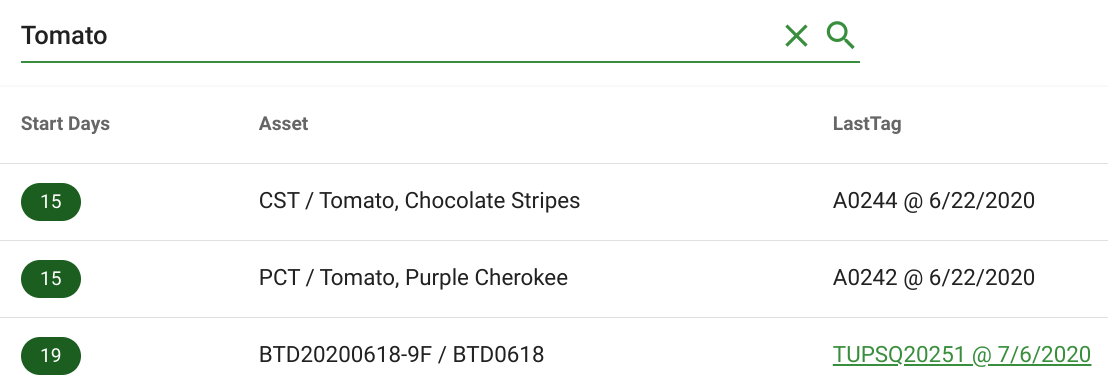 Tomato
Start Days Asset LastTag
15 CST / Tomato, Chocolate Stripes A0244 @ 6/22/2020
15 PCT / Tomato, Purple Cherokee A0242 @ 6/22/2020
19 BTD20200618-9F / BTD0618 TUPSQ20251 @ 7/6/2020